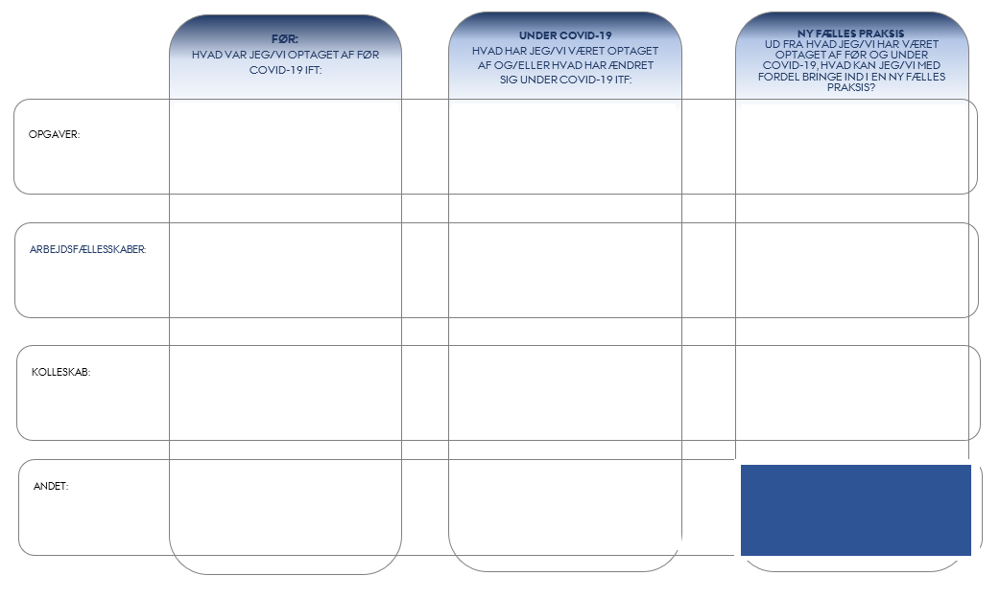 FØR:
HVAD VAR JEG/VI OPTAGET AF FØR
COVID-19 IFT:
UNDER COVID-19
HVAD HAR JEG/VI VÆRET OPTAGET
AF OG/ELLER HVAD HAR ÆNDRET
SIG UNDER COVID-19 ITF:
NY FÆLLES PRAKSIS
UD FRA HVAD JEG/VI HAR VÆRET
OPTAGET AF FØR OG UNDER
COVID-19, HVAD KAN JEG/VI MED
FORDEL BRINGE IND I EN NY FÆLLES
PRAKSIS?
OPGAVER:
ARBEJDSFÆLLESSKABER:
KOLLESKAB:
ANDET: